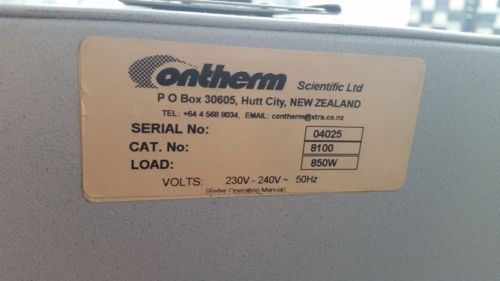 Contherm Scientific Ltd
P O Box 30605, Hutt City, NEW ZEALAND
TEL: +64 4 568 8034, EMAIL: contherm@xtra.co.nz
SERIAL No: 04025
CAT. No: 8100
LOAD: 850W
VOLTS: 230V - 240V ~ 50Hz
(Refer Operating Manual)